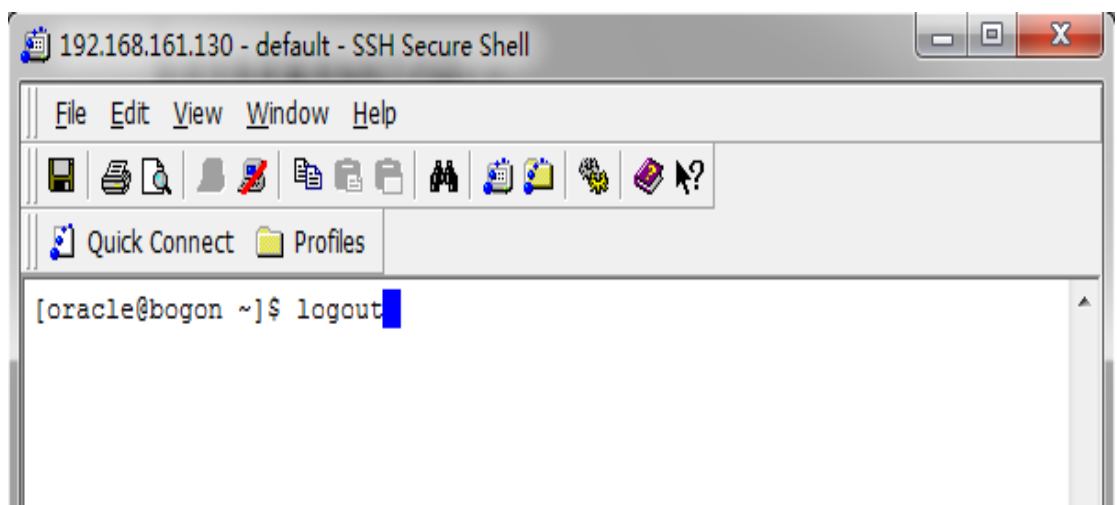 192.168.161.130 - default - SSH Secure Shell
File Edit View Window Help
Quick Connect Profiles
[oracle@bogon ~]$ logout